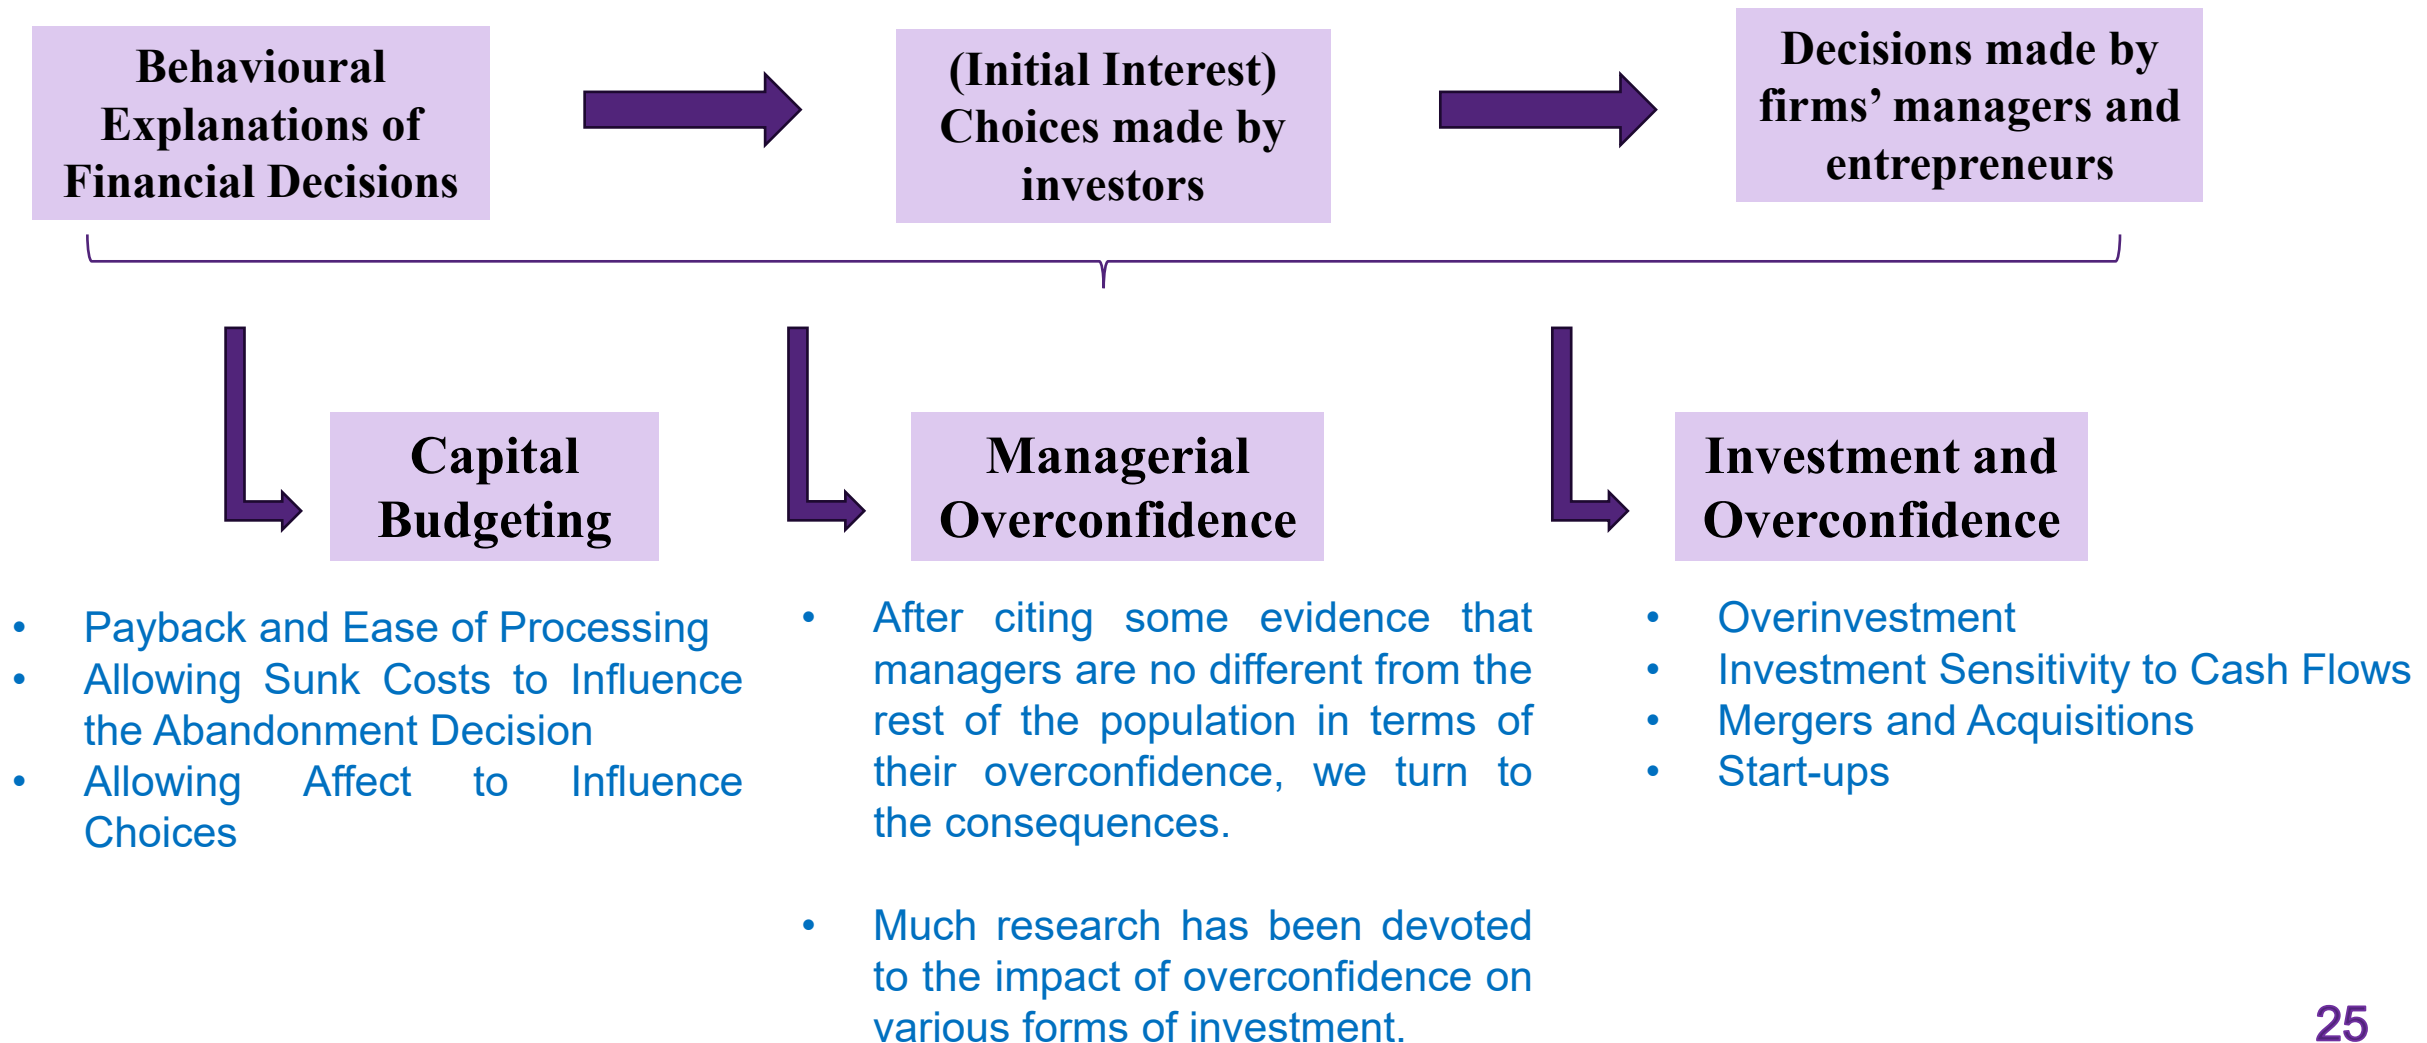 Behavioural
Explanations of
Financial Decisions
(Initial Interest)
Choices made by
investors
Decisions made by
firms’ managers and
entrepreneurs
Capital
Budgeting
• Payback and Ease of Processing
• Allowing Sunk Costs to Influence
the Abandonment Decision
• Allowing Affect to Influence
Choices
Managerial
Overconfidence
• After citing some evidence that
managers are no different from the
rest of the population in terms of
their overconfidence, we turn to
the consequences.
• Much research has been devoted
to the impact of overconfidence on
various forms of investment.
Investment and
Overconfidence
• Overinvestment
• Investment Sensitivity to Cash Flows
• Mergers and Acquisitions
• Start-ups
25